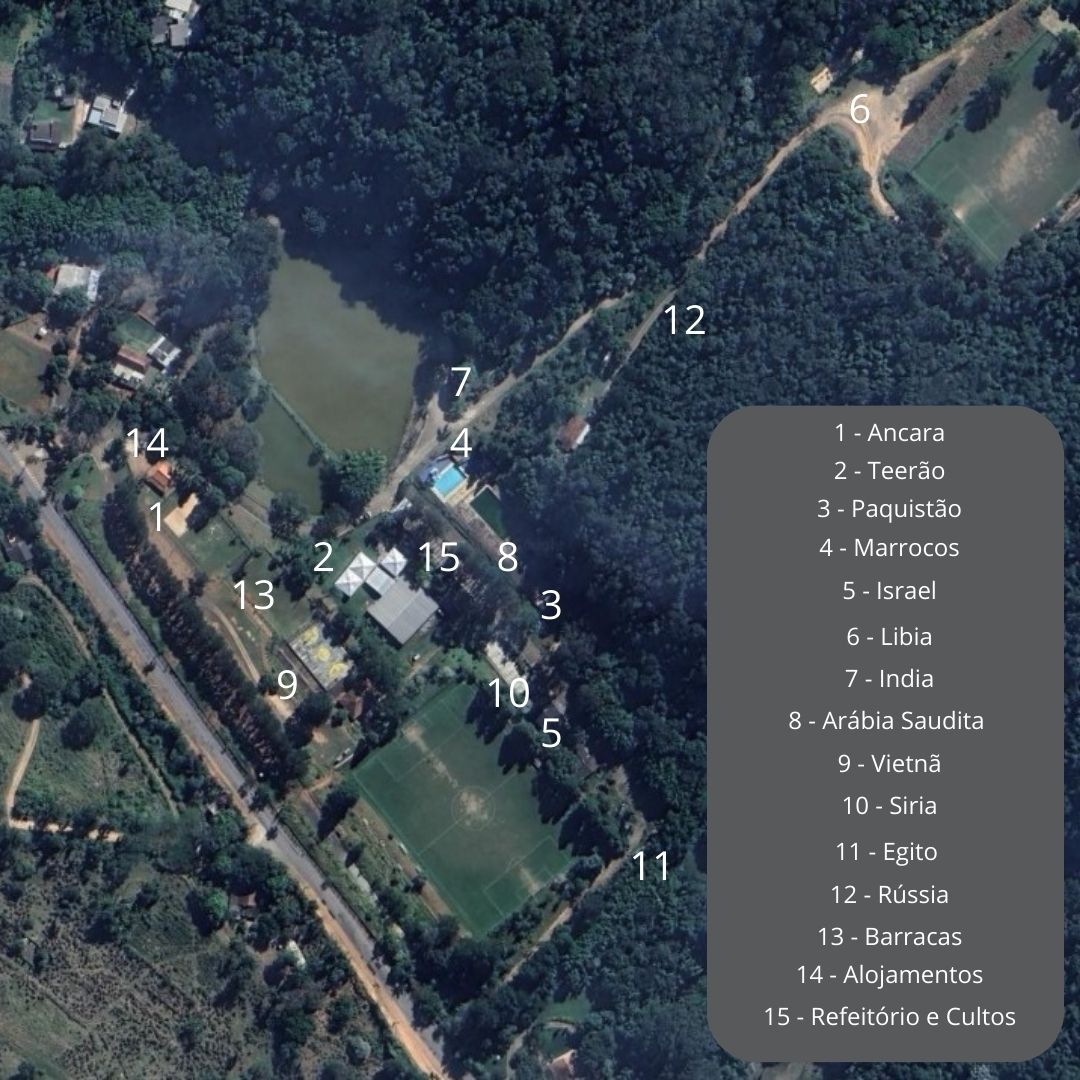 6
12
7
14
4
1
2
15
8
13
3
9
10
5
11
1 - Ancara
2 - Teerão
3 - Paquistão
4 - Marrocos
5 - Israel
6 - Libia
7 - India
8 - Arábia Saudita
9 - Vietnã
10 - Siria
11 - Egito
12 - Rússia
13 - Barracas
14 - Alojamentos
15 - Refeitório e Cultos